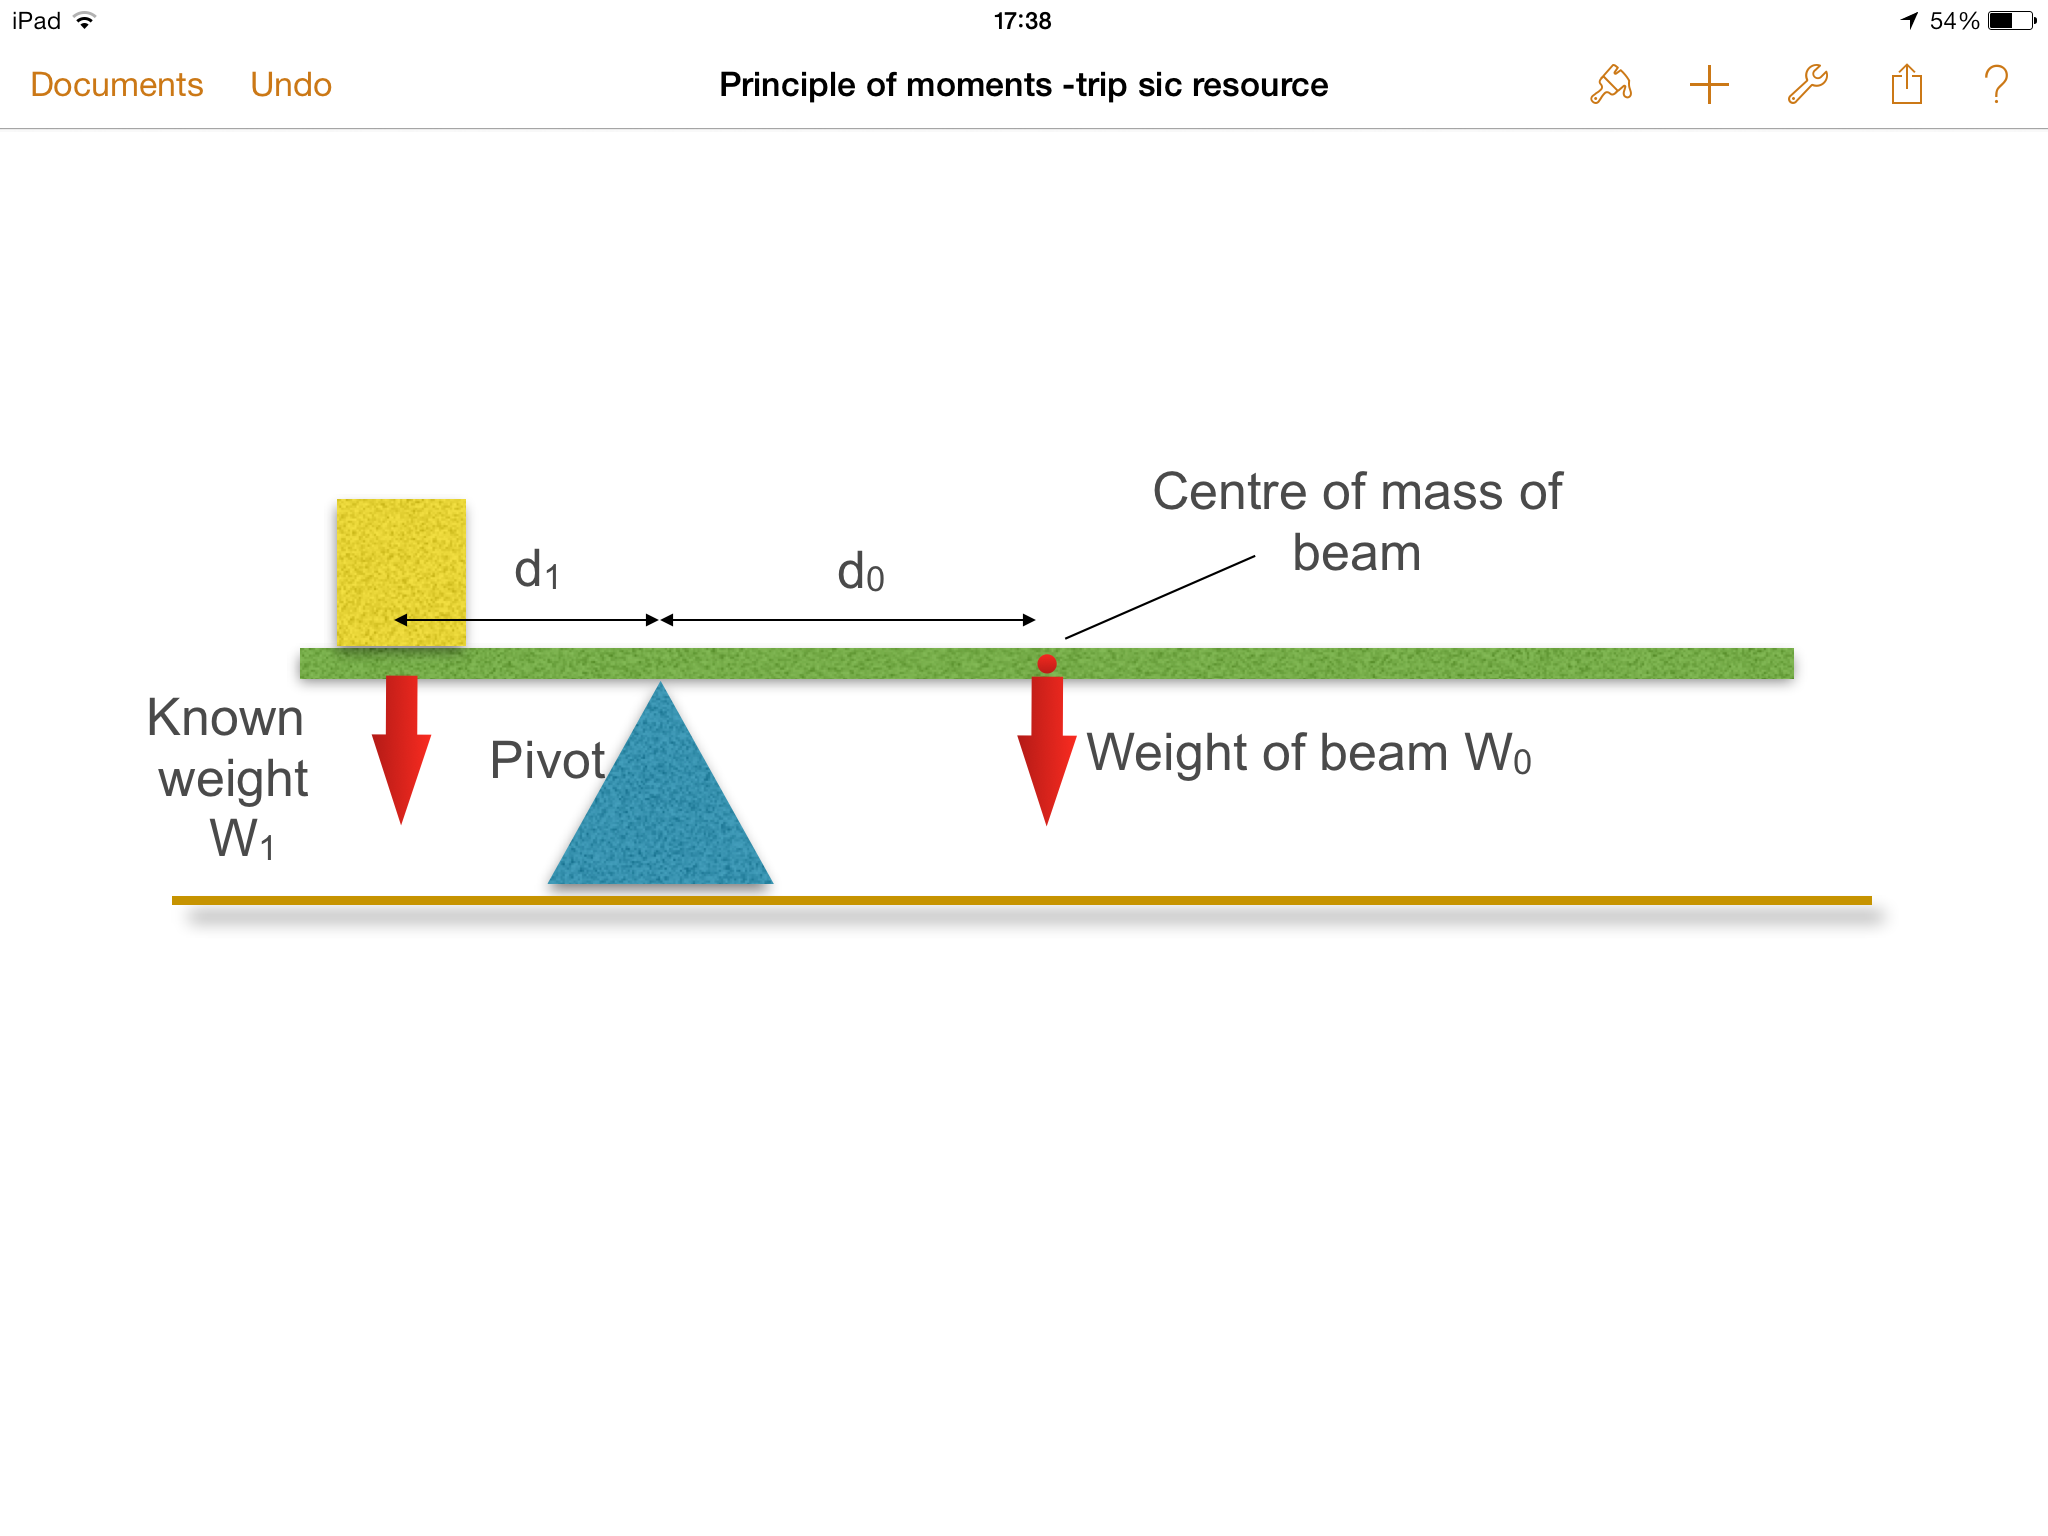 iPad 17:38 54%
Documents Undo Principle of moments -trip sic resource ?
Centre of mass of
beam
d₁ d₀
Known
weight
W₁
Pivot
Weight of beam W₀